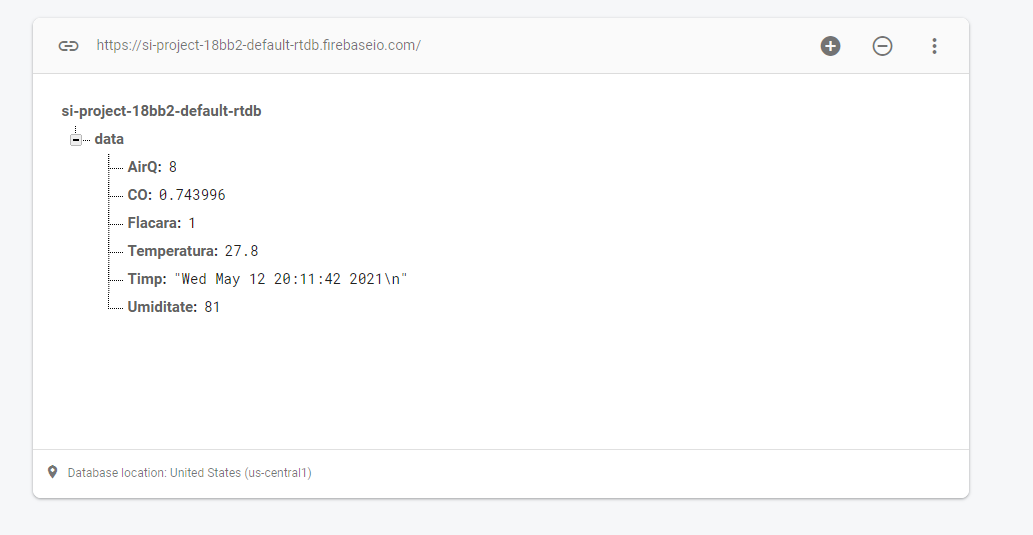 https://si-project-18bb2-default-rtdb.firebaseio.com/
si-project-18bb2-default-rtdb
data
AirQ: 8
CO: 0.743996
Flacara: 1
Temperatura: 27.8
Timp: "Wed May 12 20:11:42 2021\n"
Umiditate: 81
Database location: United States (us-central1)